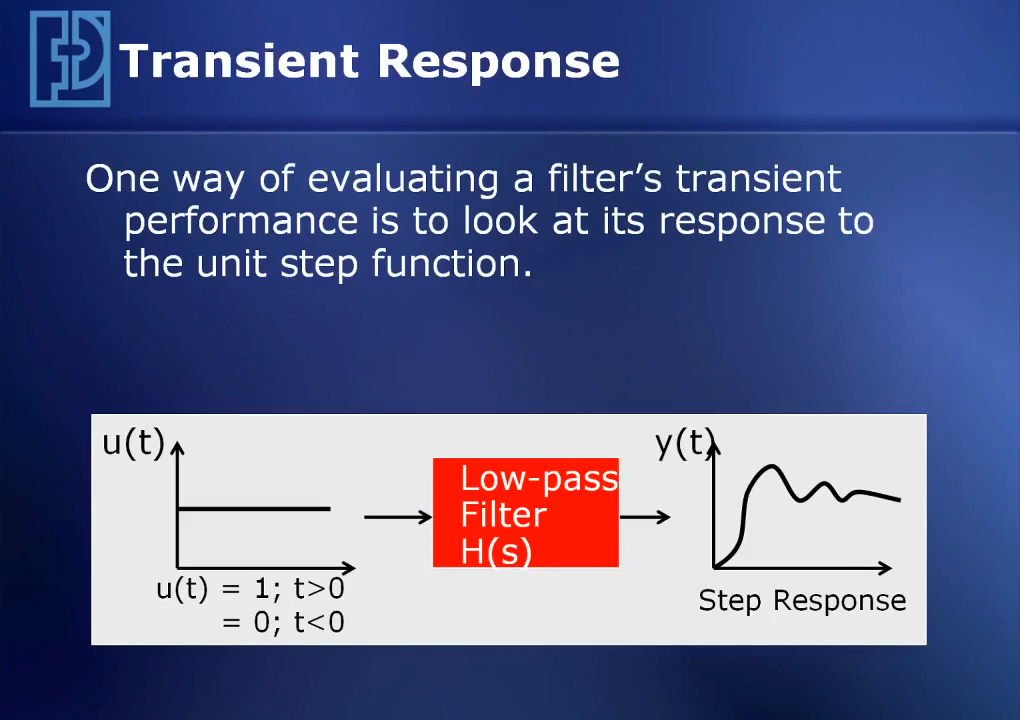 Transient Response
One way of evaluating a filter’s transient
performance is to look at its response to
the unit step function.
u(t)
y(t)
Low-pass
Filter
H(s)
u(t) = 1; t>0
= 0; t<0
Step Response